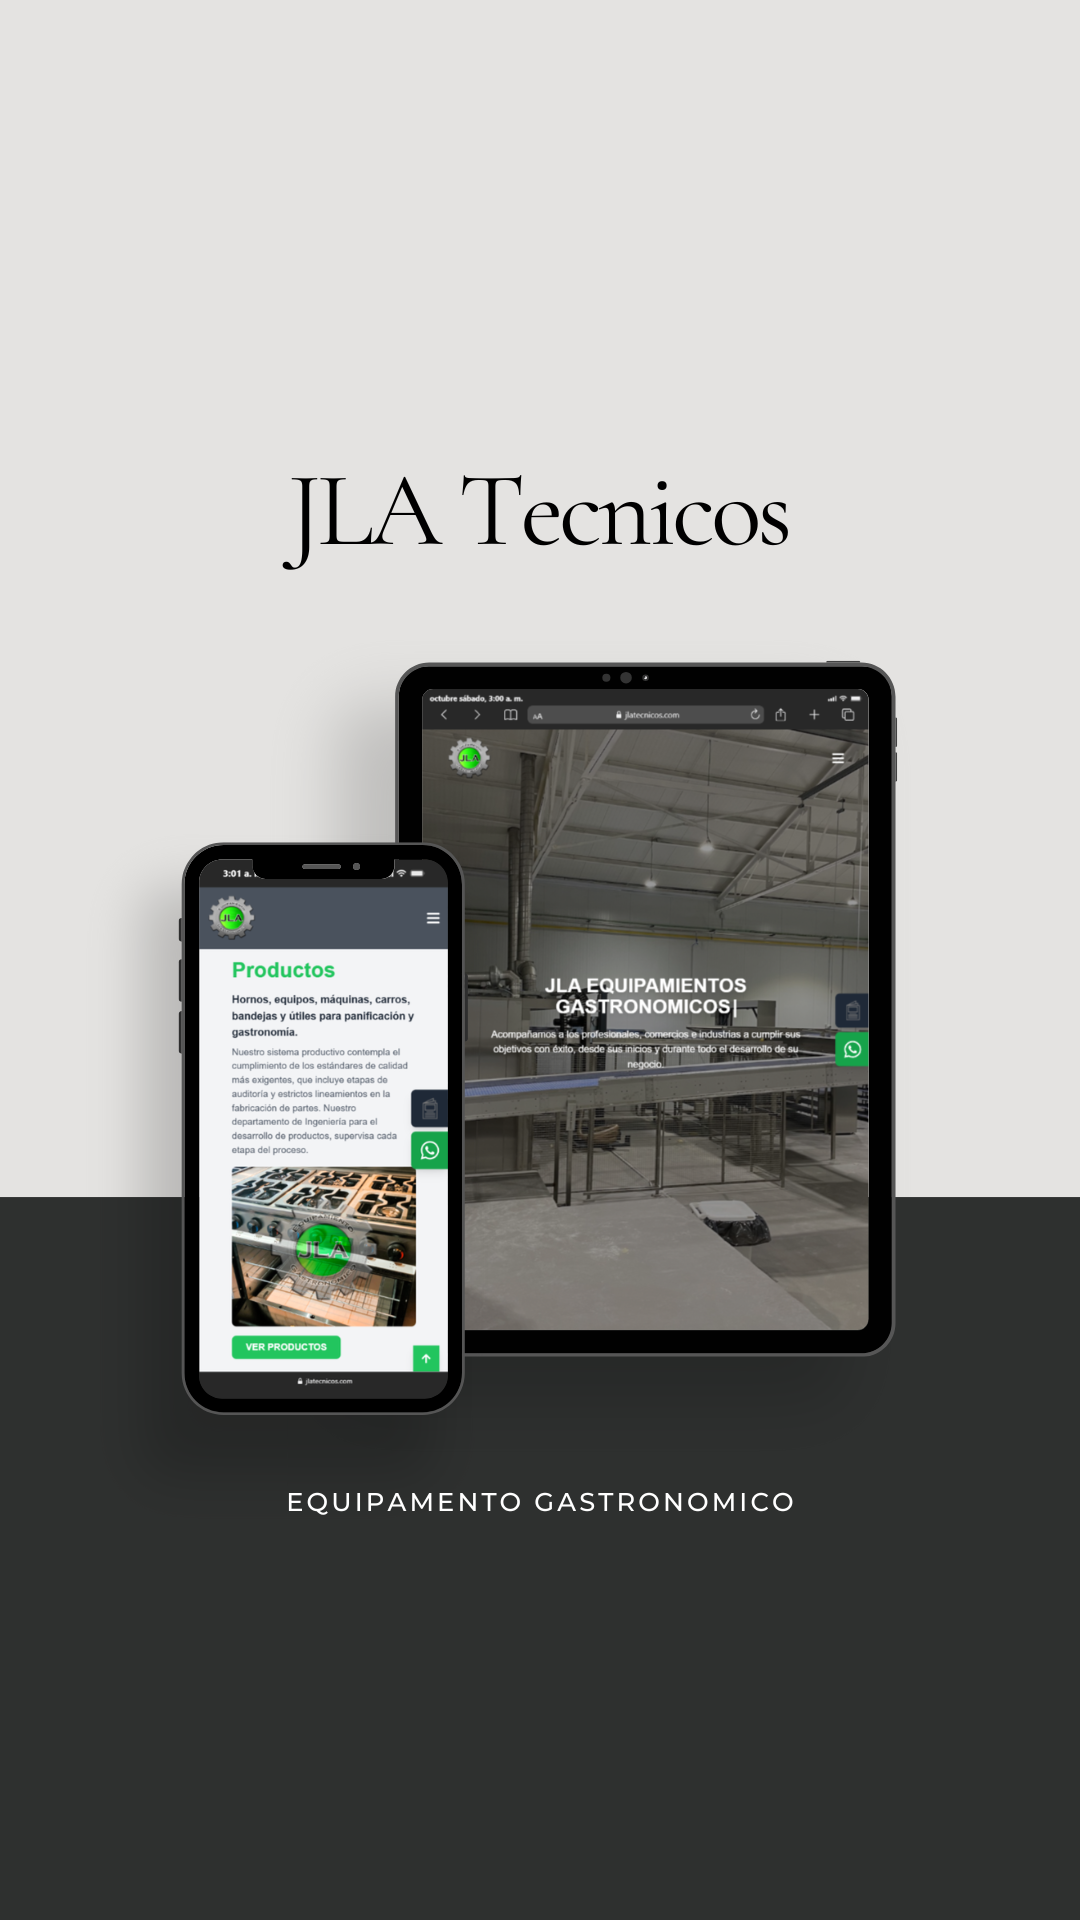 JLA Tecnicos
octubre sábado, 3:00 a. m.
AA
jlatecnicos.com
JLA
JLA EQUIPAMIENTOS
GASTRONOMICOS|
Acompañamos a los profesionales, comercios e industrias a cumplir sus
objetivos con éxito, desde sus inicios y durante todo el desarrollo de su
negocio.
3:01 a.
JLA
Productos
Hornos, equipos, máquinas, carros,
bandejas y útiles para panificación y
gastronomía.
Nuestro sistema productivo contempla el
cumplimiento de los estándares de calidad
más exigentes, que incluye etapas de
auditoría y estrictos lineamientos en la
fabricación de partes. Nuestro
departamento de Ingeniería para el
desarrollo de productos, supervisa cada
etapa del proceso.
JLA
VER PRODUCTOS
jlatecnicos.com
EQUIPAMENTO GASTRONOMICO